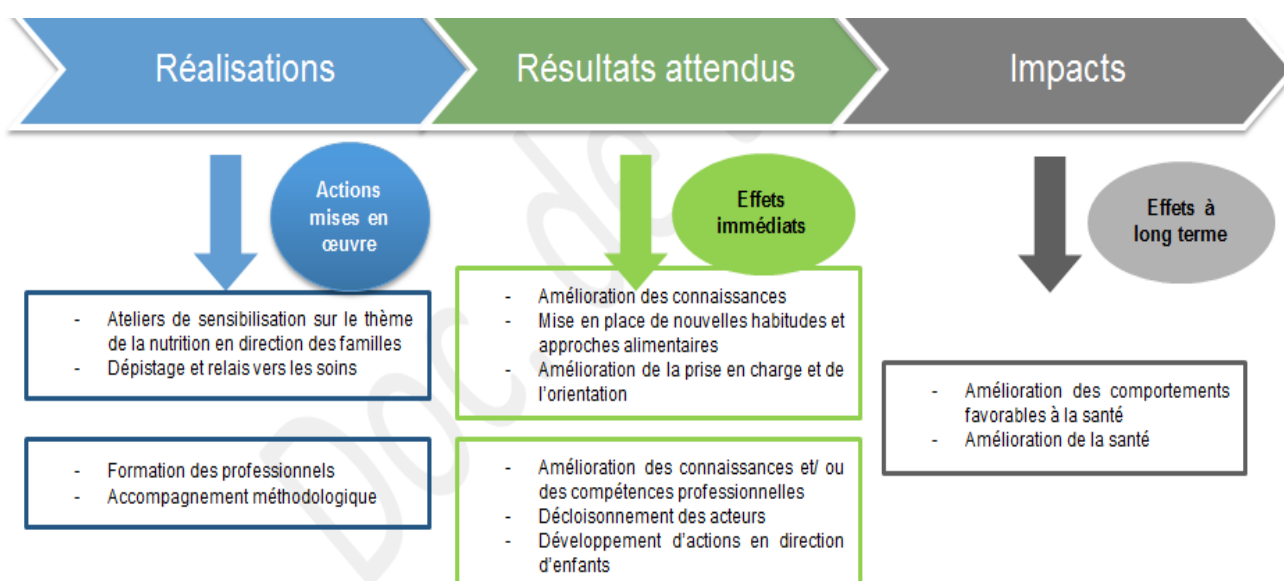 Réalisations
Résultats attendus
Impacts
Actions
mises en
œuvre
Effets
immédiats
Effets à
long terme
- Ateliers de sensibilisation sur le thème
de la nutrition en direction des familles
- Dépistage et relais vers les soins
- Formation des professionnels
- Accompagnement méthodologique
- Amélioration des connaissances
- Mise en place de nouvelles habitudes et
approches alimentaires
- Amélioration de la prise en charge et de
l'orientation
- Amélioration des connaissances et/ ou
des compétences professionnelles
- Décloisonnement des acteurs
- Développement d'actions en direction
d'enfants
- Amélioration des comportements
favorables à la santé
- Amélioration de la santé
Doc. de